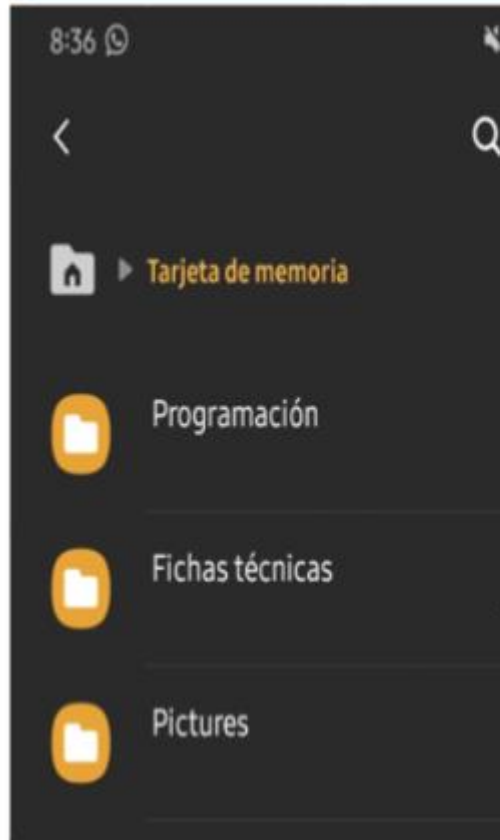 8:36
Tarjeta de memoria
Programación
Fichas técnicas
Pictures